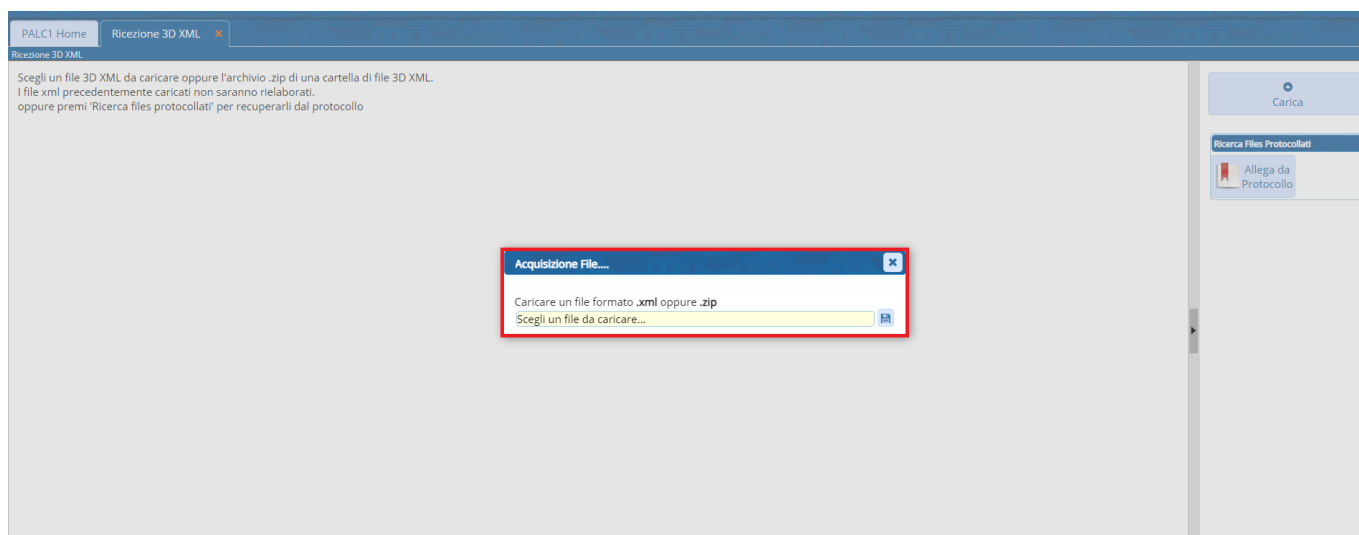 PALC1 Home
Ricezione 3D XML
Ricezione 3D XML
Scegli un file 3D XML da caricare oppure l'archivio .zip di una cartella di file 3D XML.
I file xml precedentemente caricati non saranno rielaborati.
oppure premi 'Ricerca files protocollati' per recuperarli dal protocollo
Carica
Ricerca Files Protocollati
Allega da
Protocollo
Acquisizione File....
Caricare un file formato .xml oppure .zip
Scegli un file da caricare...